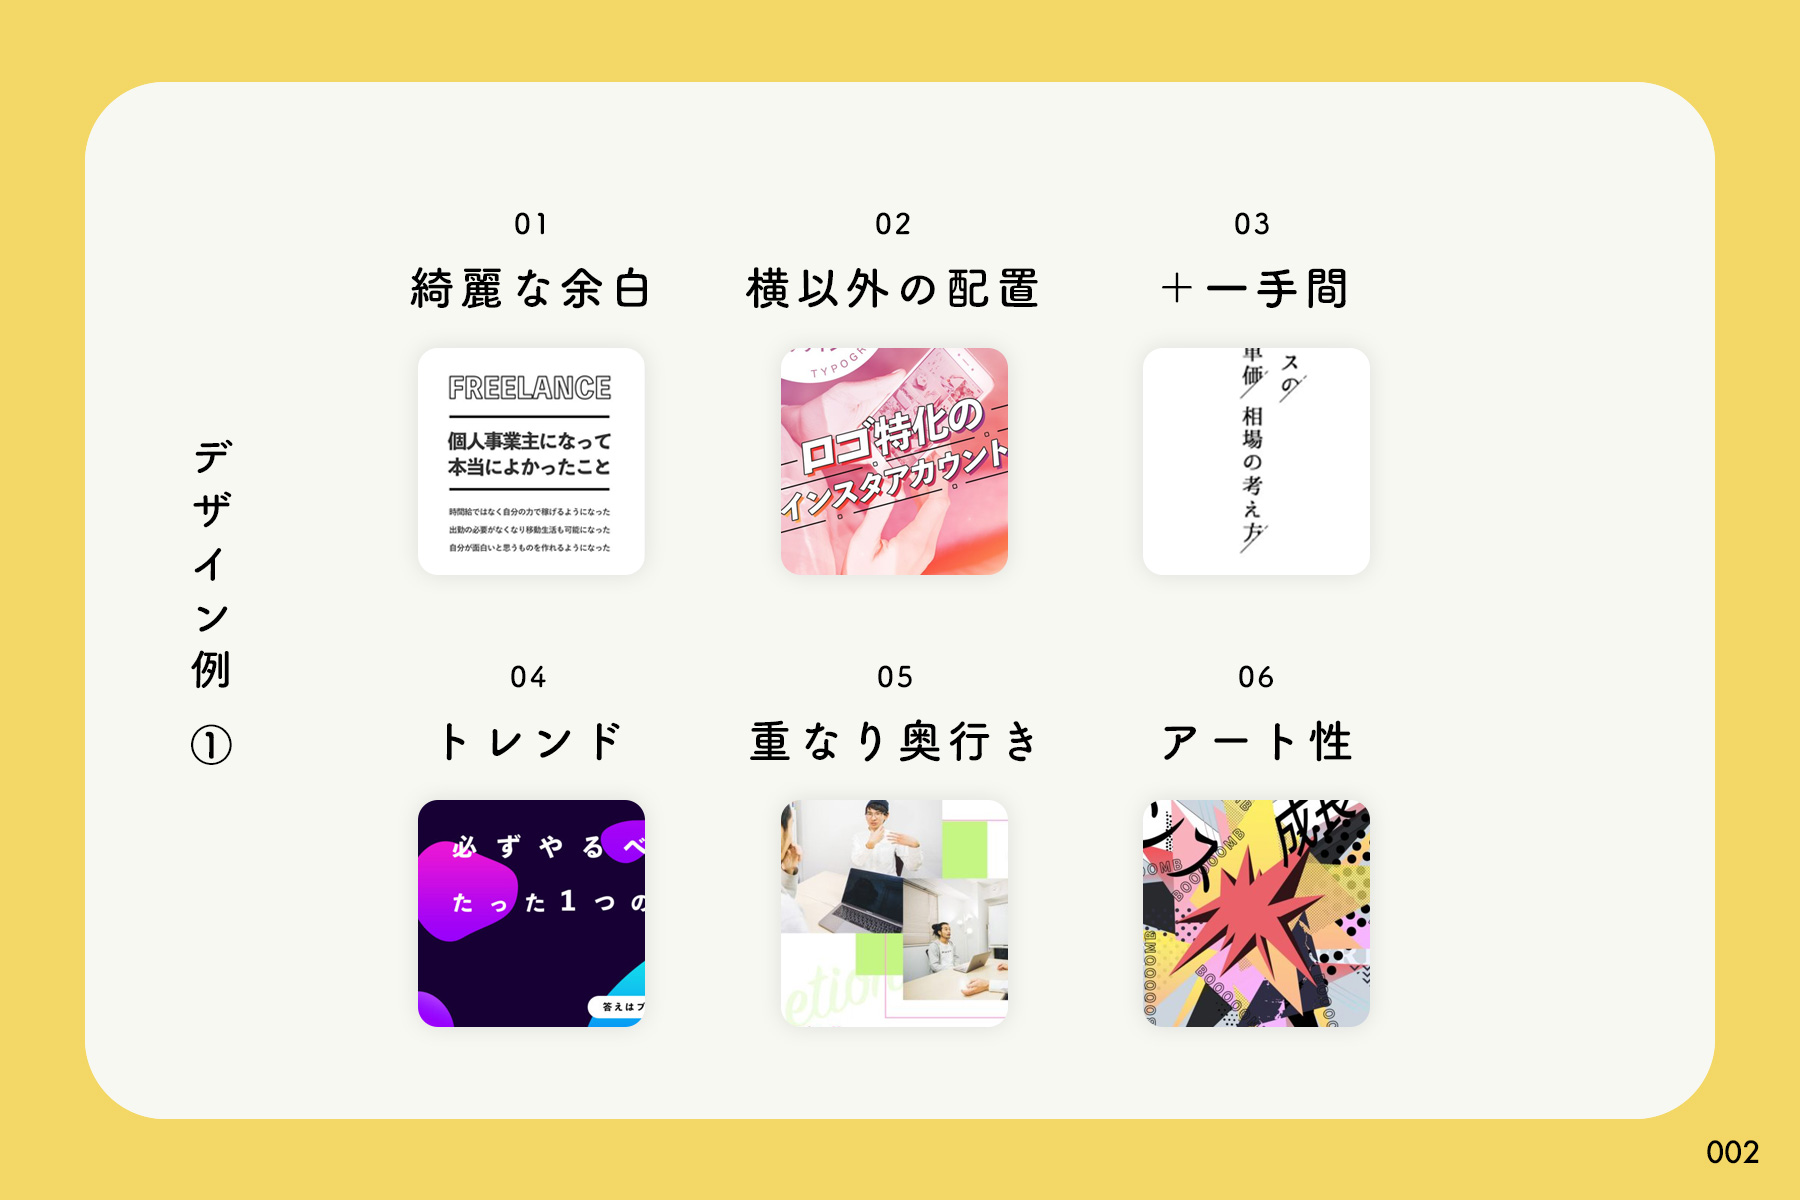 デザイン例 ①
01
綺麗な余白
FREELANCE
個人事業主になって
本当によかったこと
時間給ではなく自分の力で稼げるようになった
出勤の必要がなくなり移動生活も可能になった
自分が面白いと思うものを作れるようになった
02
横以外の配置
TYPOGR
ロゴ特化の
インスタアカウント
03
＋一手間
スの
単価 相場の考え方
04
トレンド
必ずやるべ
たった1つの
答えはブ
05
重なり奥行き
etion
06
アート性
成長
BOOOOOMB
BOOOOOMB
002